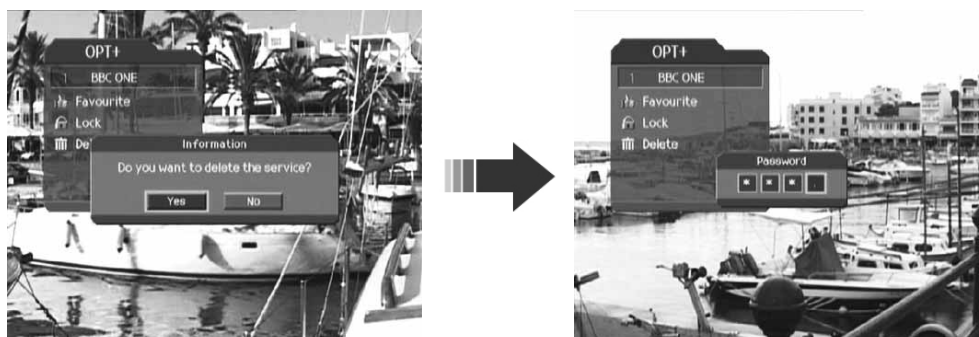 OPT+
1 BBC ONE
Favourite
Lock
De
Information
Do you want to delete the service?
Yes No
OPT+
1 BBC ONE
Favourite
Lock
Delete
Password
* * * .